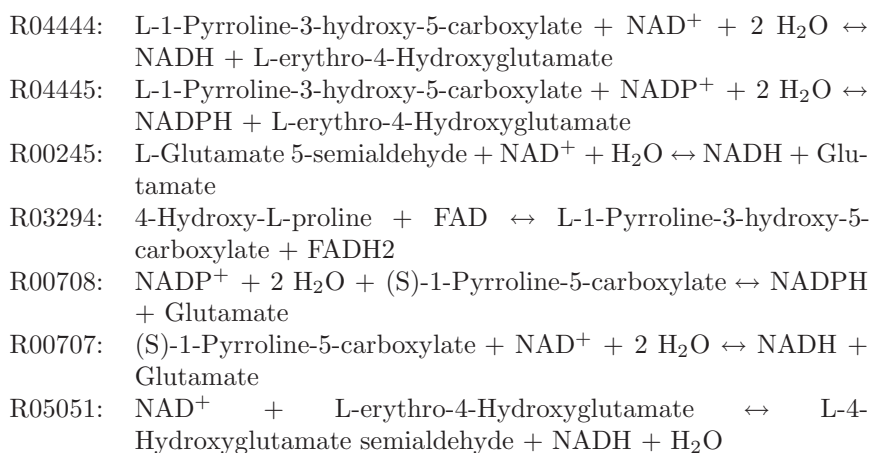 R04444: L-1-Pyrroline-3-hydroxy-5-carboxylate + NAD⁺ + 2 H₂O ↔
NADH + L-erythro-4-Hydroxyglutamate
R04445: L-1-Pyrroline-3-hydroxy-5-carboxylate + NADP⁺ + 2 H₂O ↔
NADPH + L-erythro-4-Hydroxyglutamate
R00245: L-Glutamate 5-semialdehyde + NAD⁺ + H₂O ↔ NADH + Glu-
tamate
R03294: 4-Hydroxy-L-proline + FAD ↔ L-1-Pyrroline-3-hydroxy-5-
carboxylate + FADH2
R00708: NADP⁺ + 2 H₂O + (S)-1-Pyrroline-5-carboxylate ↔ NADPH
+ Glutamate
R00707: (S)-1-Pyrroline-5-carboxylate + NAD⁺ + 2 H₂O ↔ NADH +
Glutamate
R05051: NAD⁺ + L-erythro-4-Hydroxyglutamate ↔ L-4-
Hydroxyglutamate semialdehyde + NADH + H₂O